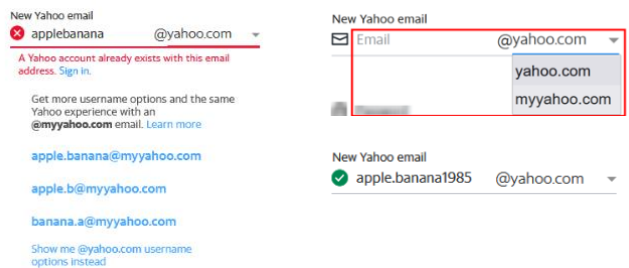 New Yahoo email
applebanana @yahoo.com
A Yahoo account already exists with this email
address. Sign in.
Get more username options and the same
Yahoo experience with an
@myyahoo.com email. Learn more
apple.banana@myyahoo.com
apple.b@myyahoo.com
banana.a@myyahoo.com
Show me @yahoo.com username
options instead
New Yahoo email
Email @yahoo.com
yahoo.com
myyahoo.com
New Yahoo email
apple.banana1985 @yahoo.com